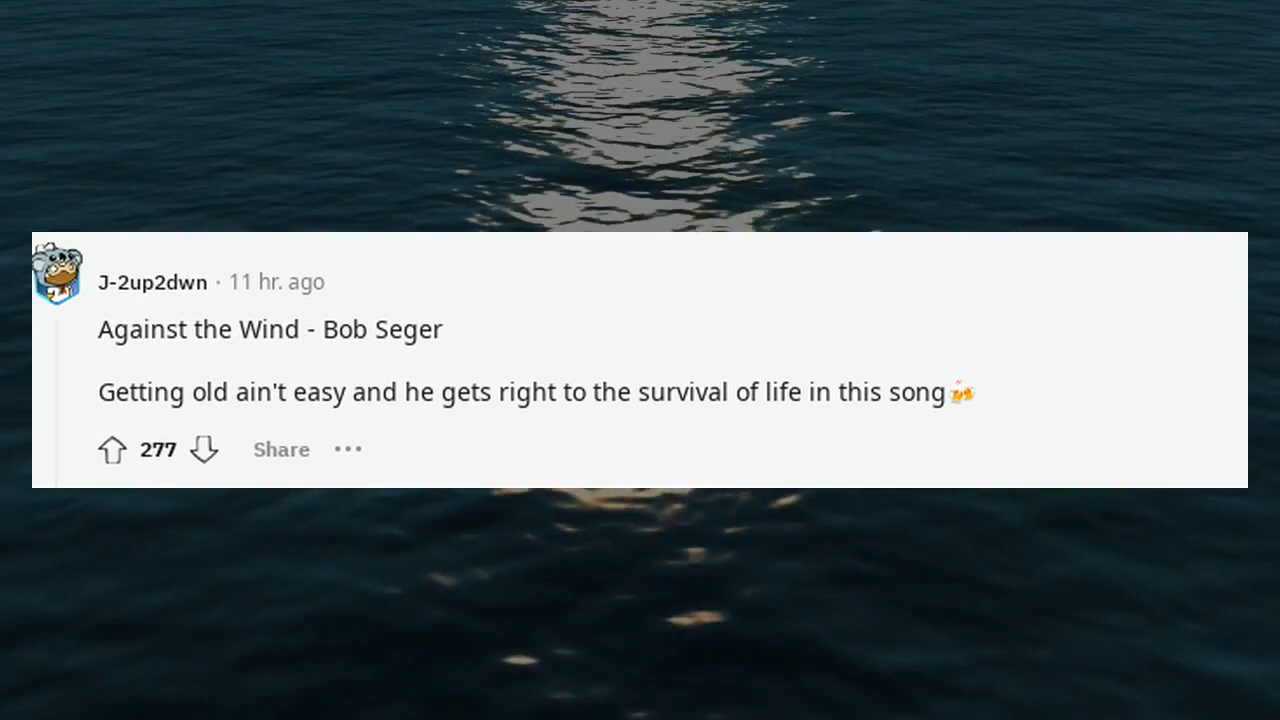 J-2up2dwn · 11 hr. ago
Against the Wind - Bob Seger
Getting old ain't easy and he gets right to the survival of life in this song🍻
277 Share •••